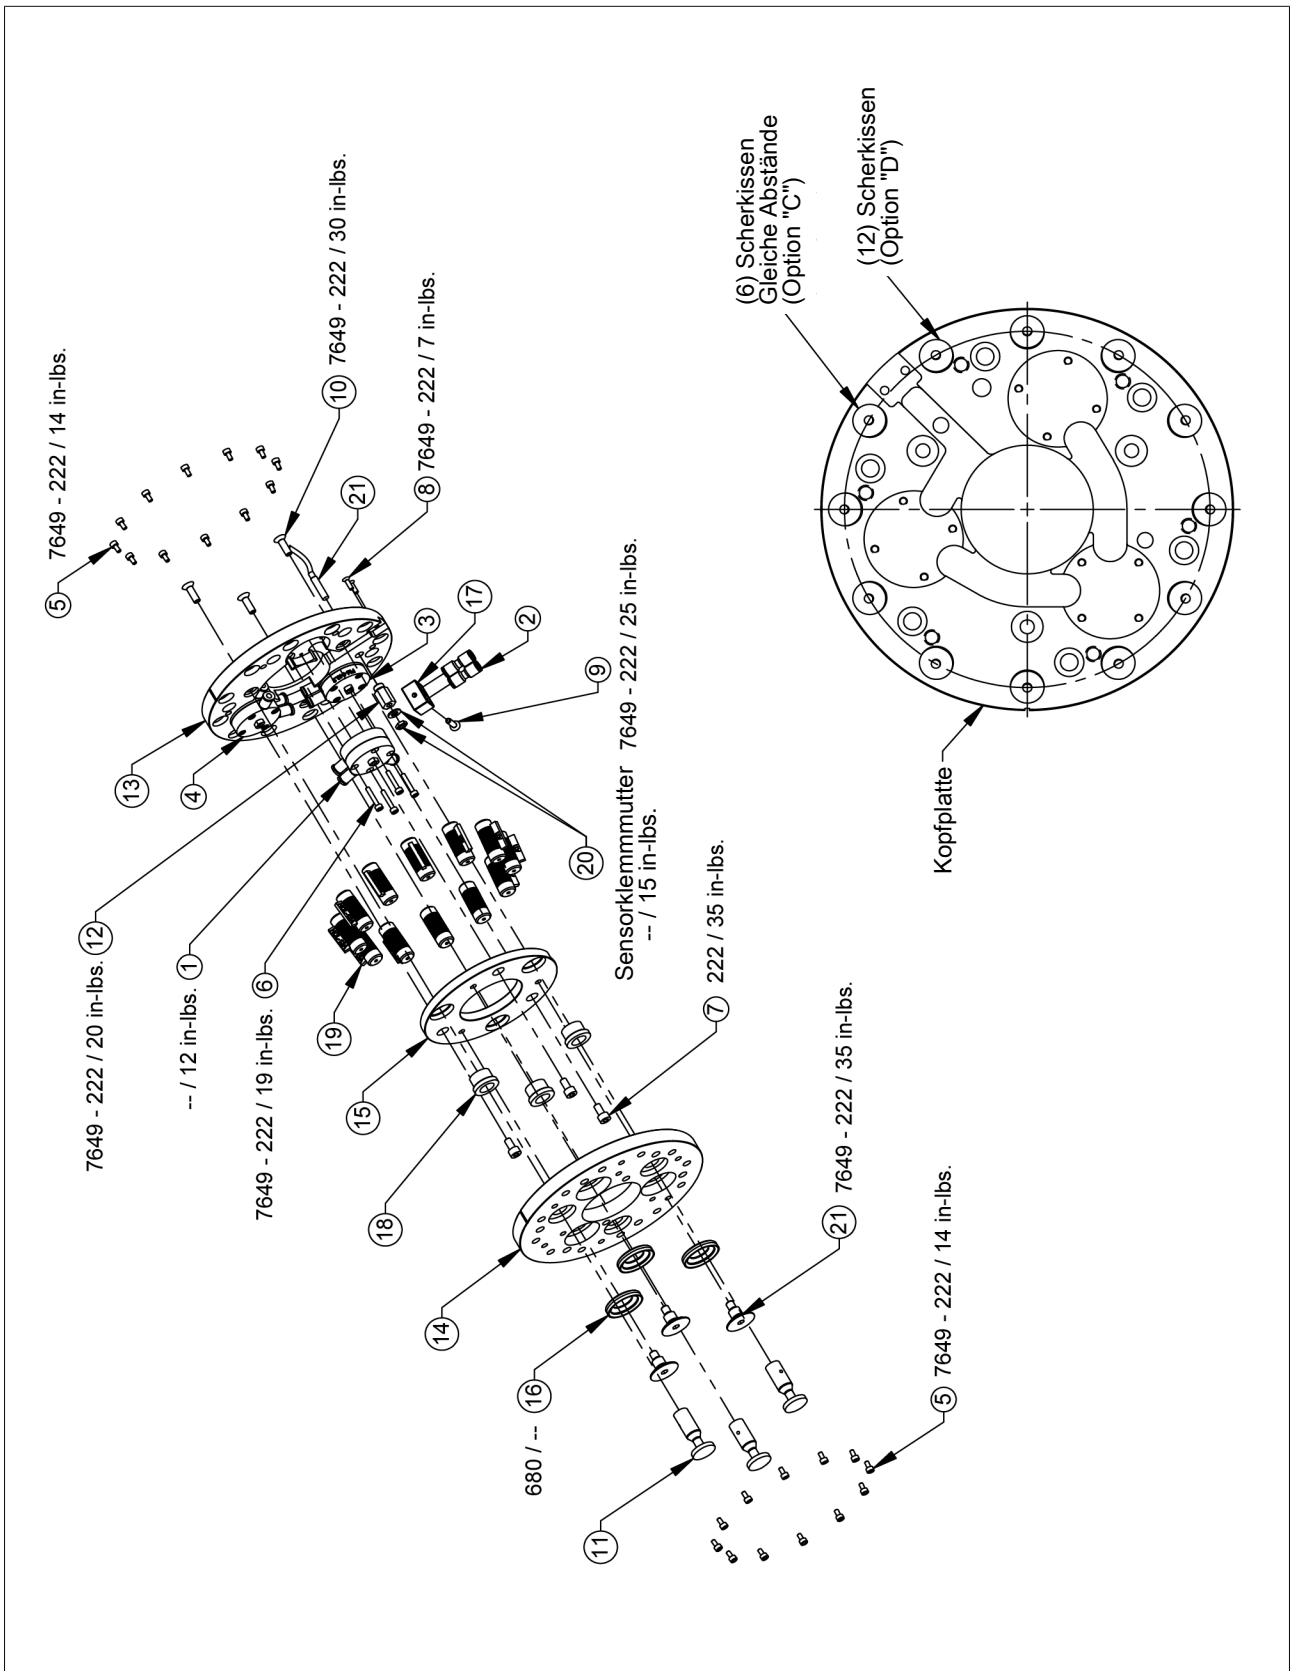 5 7649 - 222 / 14 in-lbs.
7649 - 222 / 20 in-lbs. 12
13
-- / 12 in-lbs. 1
4
7649 - 222 / 19 in-lbs. 6
19
10 7649 - 222 / 30 in-lbs.
21
15
18
8 7649 - 222 / 7 in-lbs.
3
14
17
2
680 / -- 16
20
11
9
Sensorklemmmutter 7649 - 222 / 25 in-lbs.
-- / 15 in-lbs.
7 222 / 35 in-lbs.
(6) Scherkissen
Gleiche Abstände
(Option "C")
21 7649 - 222 / 35 in-lbs.
(12) Scherkissen
(Option "D")
5 7649 - 222 / 14 in-lbs.
Kopfplatte